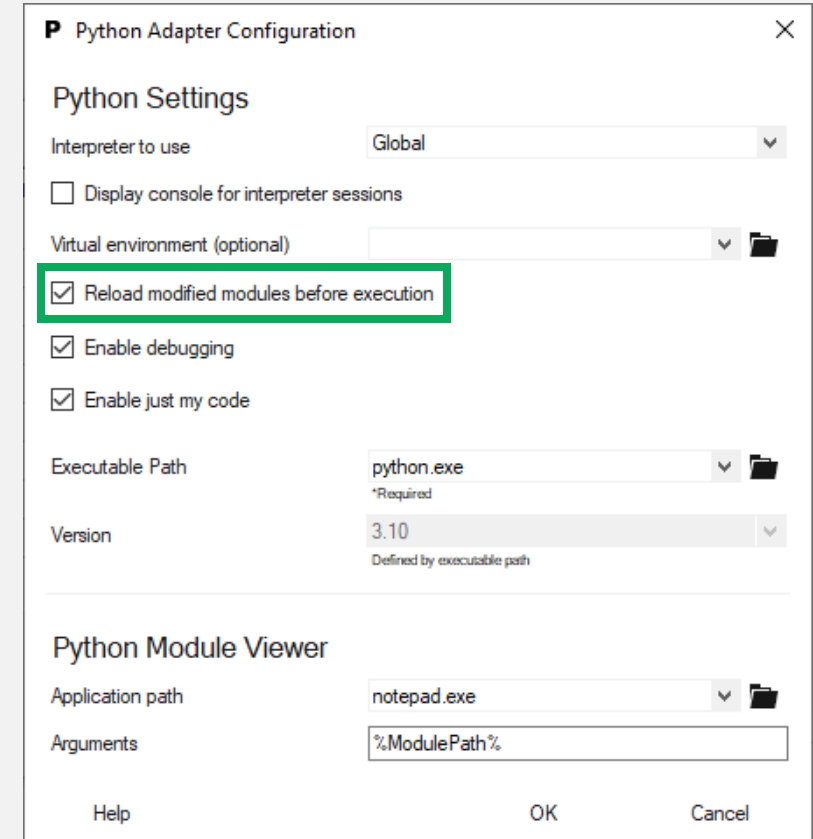 P Python Adapter Configuration
Python Settings
Interpreter to use Global
Display console for interpreter sessions
Virtual environment (optional)
Reload modified modules before execution
Enable debugging
Enable just my code
Executable Path python.exe
*Required
Version 3.10
Defined by executable path
Python Module Viewer
Application path notepad.exe
Arguments %ModulePath%
Help OK Cancel